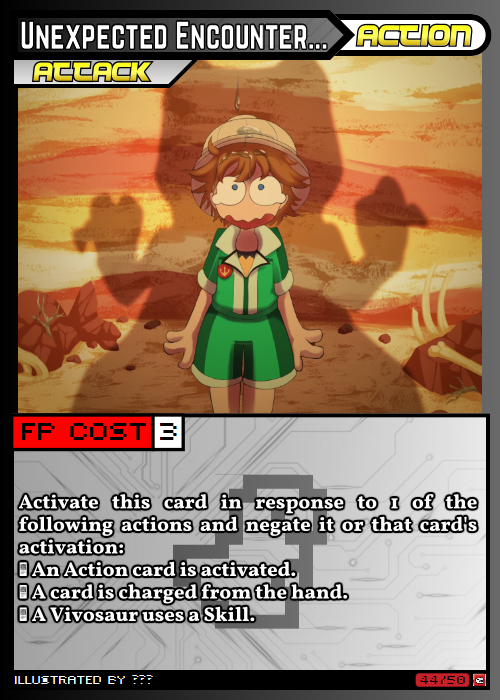 Unexpected Encounter...
ACTION
ATTACK
FP COST 3
Activate this card in response to 1 of the
following actions and negate it or that card's
activation:
An Action card is activated.
A card is charged from the hand.
A Vivosaur uses a Skill.
ILLUSTRATED BY ???
44/50